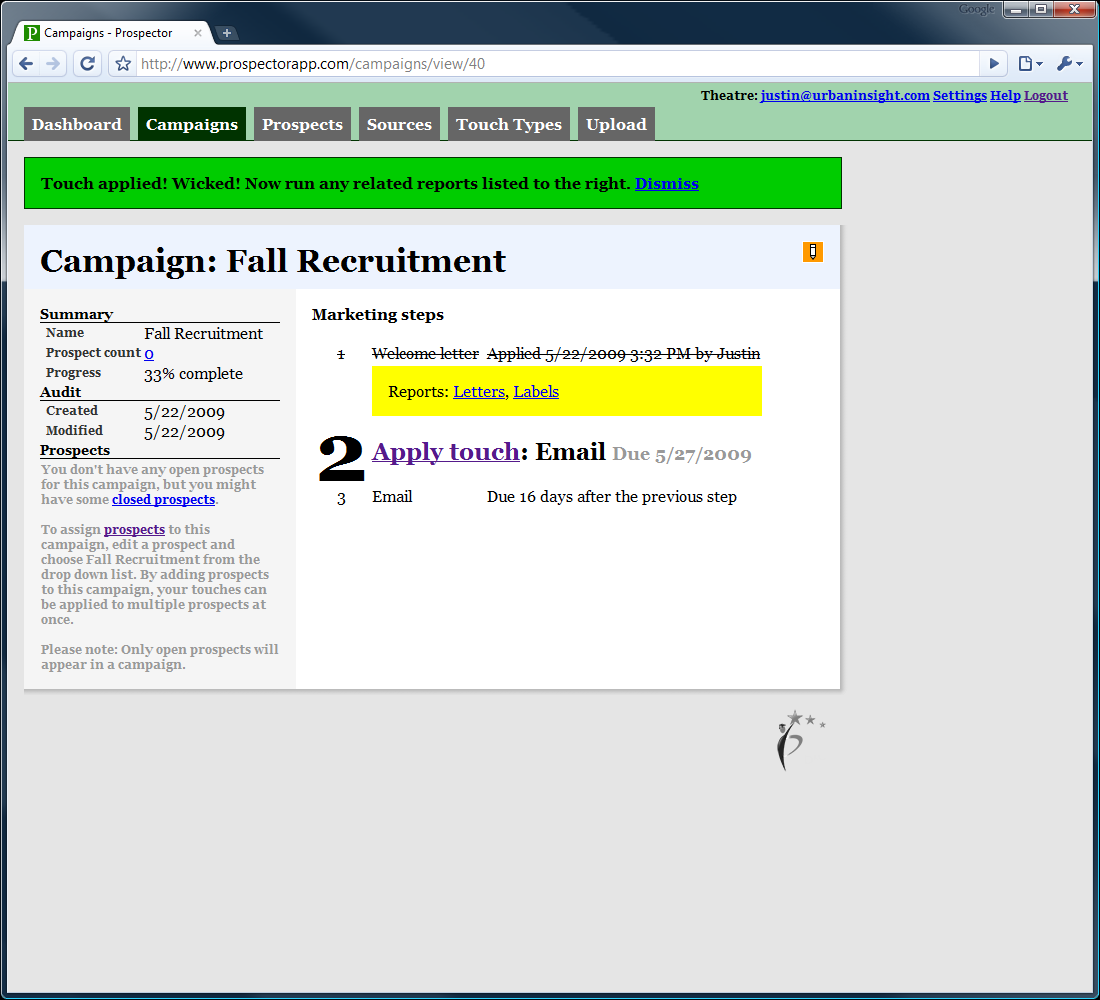 Google
P Campaigns - Prospector
http://www.prospectorapp.com/campaigns/view/40
Theatre: justin@urbaninsight.com Settings Help Logout
Dashboard Campaigns Prospects Sources Touch Types Upload
Touch applied! Wicked! Now run any related reports listed to the right. Dismiss
Campaign: Fall Recruitment
Summary
Name Fall Recruitment
Prospect count 0
Progress 33% complete
Audit
Created 5/22/2009
Modified 5/22/2009
Prospects
You don't have any open prospects
for this campaign, but you might
have some closed prospects.
To assign prospects to this
campaign, edit a prospect and
choose Fall Recruitment from the
drop down list. By adding prospects
to this campaign, your touches can
be applied to multiple prospects at
once.
Please note: Only open prospects will
appear in a campaign.
Marketing steps
1 Welcome letter Applied 5/22/2009 3:32 PM by Justin
Reports: Letters, Labels
2 Apply touch: Email Due 5/27/2009
3 Email Due 16 days after the previous step